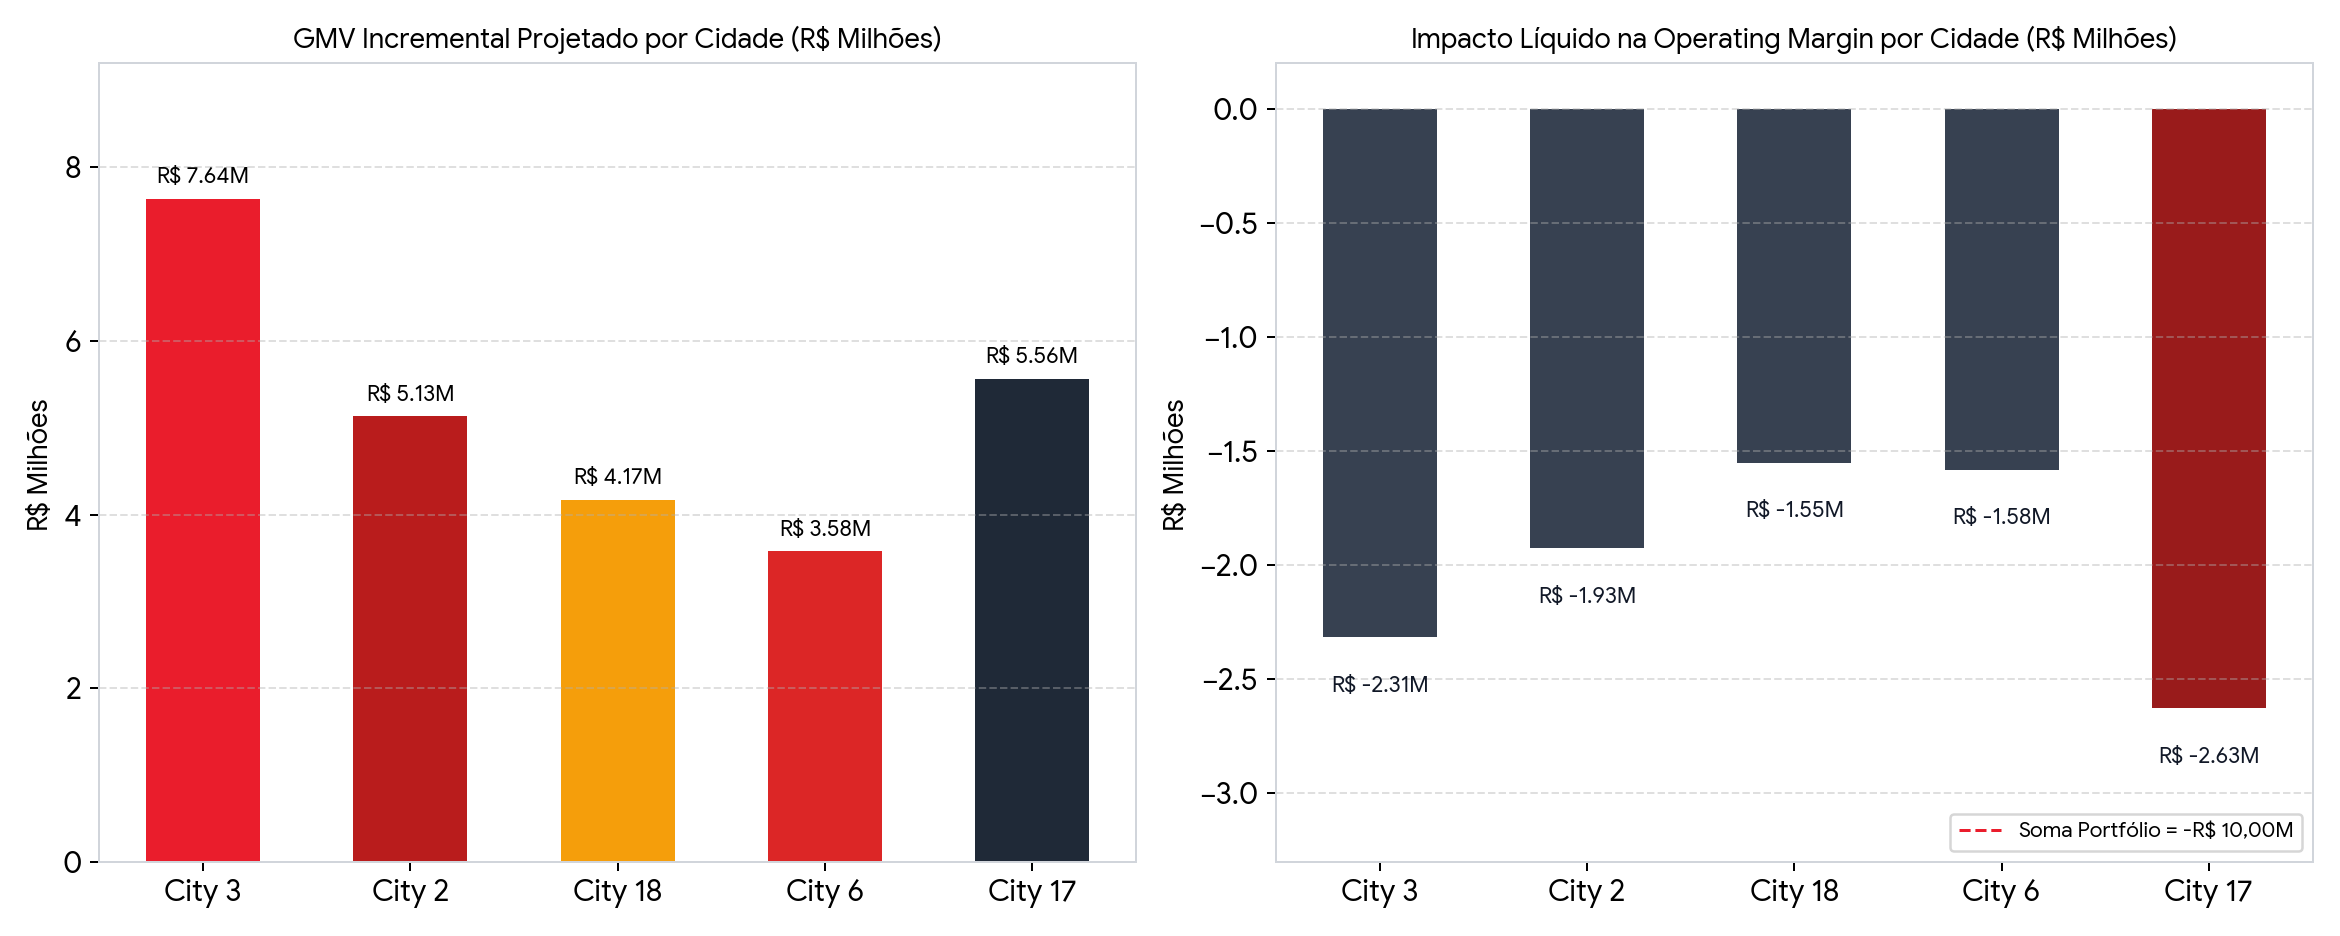 GMV Incremental Projetado por Cidade (R$ Milhões)
R$ Milhões
8
6
4
2
0
R$ 7.64M
R$ 5.13M
R$ 4.17M
R$ 3.58M
R$ 5.56M
City 3
City 2
City 18
City 6
City 17
Impacto Líquido na Operating Margin por Cidade (R$ Milhões)
R$ Milhões
0.0
−0.5
−1.0
−1.5
−2.0
−2.5
−3.0
R$ -2.31M
R$ -1.93M
R$ -1.55M
R$ -1.58M
R$ -2.63M
Soma Portfólio = -R$ 10,00M
City 3
City 2
City 18
City 6
City 17